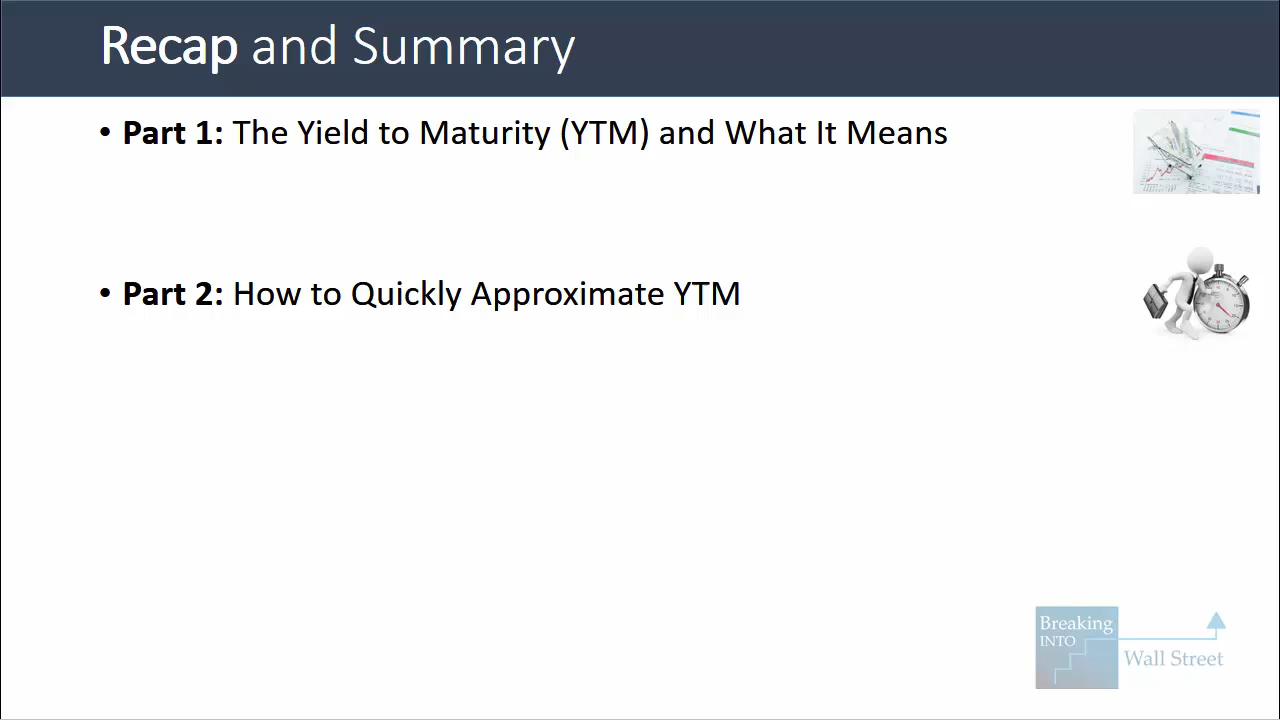 Recap and Summary
• Part 1: The Yield to Maturity (YTM) and What It Means
• Part 2: How to Quickly Approximate YTM
Breaking
INTO
Wall Street